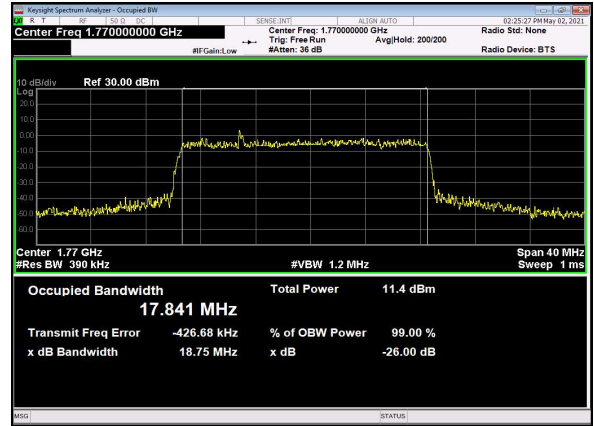 Keysight Spectrum Analyzer - Occupied BW
LXI R T RF 50 Ω DC SENSE:INT ALIGN AUTO 02:25:27 PM May 02, 2021
Center Freq 1.770000000 GHz Center Freq: 1.770000000 GHz Radio Std: None
Trig: Free Run Avg|Hold: 200/200
#IFGain:Low #Atten: 36 dB Radio Device: BTS
10 dB/div Ref 30.00 dBm
Log
20.0
10.0
0.00
-10.0
-20.0
-30.0
-40.0
-50.0
-60.0
Center 1.77 GHz Span 40 MHz
#Res BW 390 kHz #VBW 1.2 MHz Sweep 1 ms
Occupied Bandwidth Total Power 11.4 dBm
17.841 MHz
Transmit Freq Error -426.68 kHz % of OBW Power 99.00 %
x dB Bandwidth 18.75 MHz x dB -26.00 dB
MSG STATUS